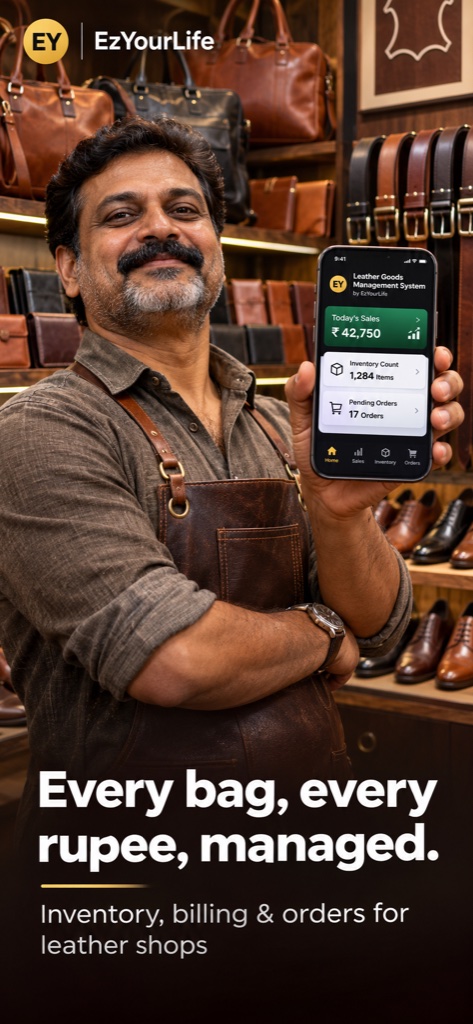 EY
EzYourLife
9:41
EY
Leather Goods
Management System
by EzYourLife
Today's Sales
₹ 42,750
Inventory Count
1,284 Items
Pending Orders
17 Orders
Home
Sales
Inventory
Orders
Every bag, every
rupee, managed.
Inventory, billing & orders for
leather shops